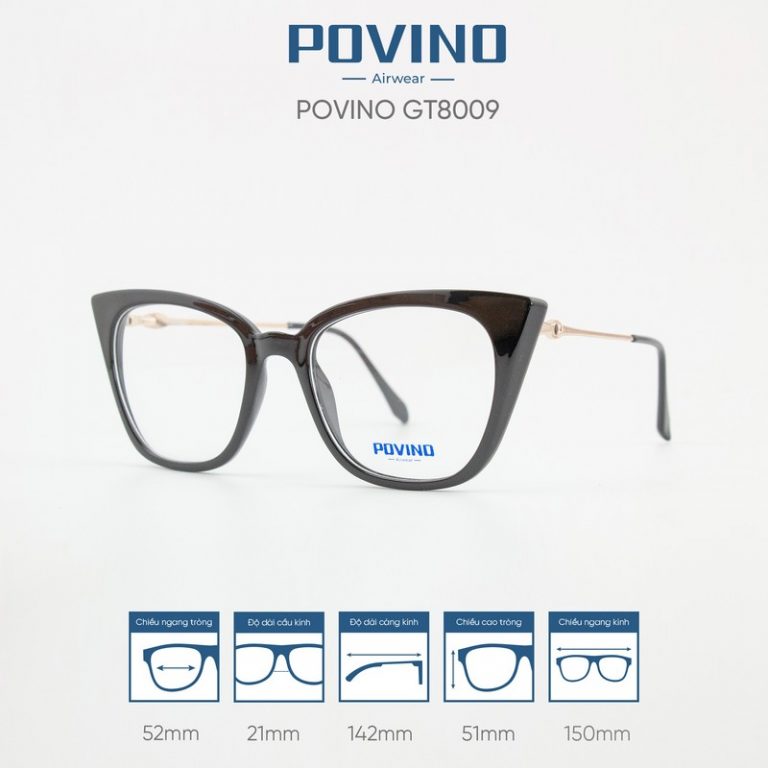 POVINO
Airwear
POVINO GT8009
POVINO
Airwear
Chiều ngang tròng
Độ dài cầu kính
Độ dài càng kính
Chiều cao tròng
Chiều ngang kính
52mm
21mm
142mm
51mm
150mm